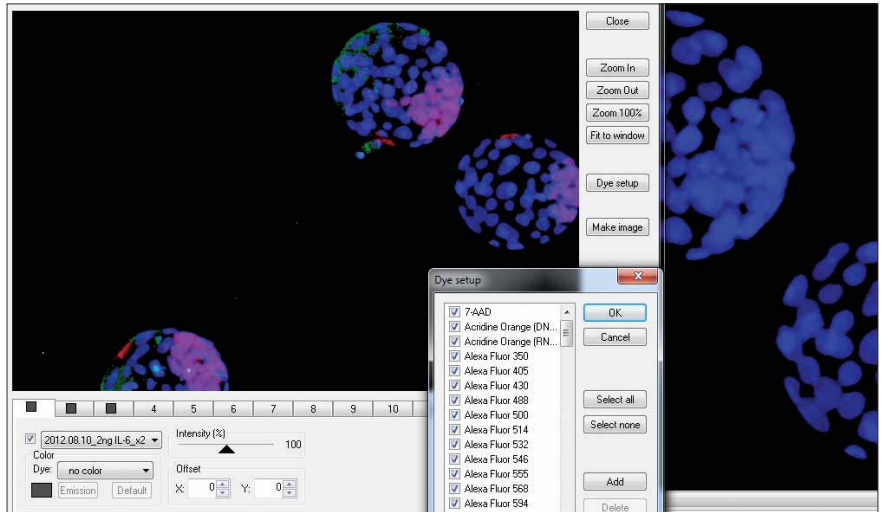 Close
Zoom In
Zoom Out
Zoom 100%
Fit to window
Dye setup
Make image
Dye setup
7-AAD
Acridine Orange (DN...
Acridine Orange (RN...
Alexa Fluor 350
Alexa Fluor 405
Alexa Fluor 430
Alexa Fluor 488
Alexa Fluor 500
Alexa Fluor 514
Alexa Fluor 532
Alexa Fluor 546
Alexa Fluor 555
Alexa Fluor 568
Alexa Fluor 594
OK
Cancel
Select all
Select none
Add
Delete
4 5 6 7 8 9 10
2012.08.10_2ng IL-6_x2
Intensity (%)
100
Color
Dye: no color
Emission Default
Offset
X: 0 Y: 0